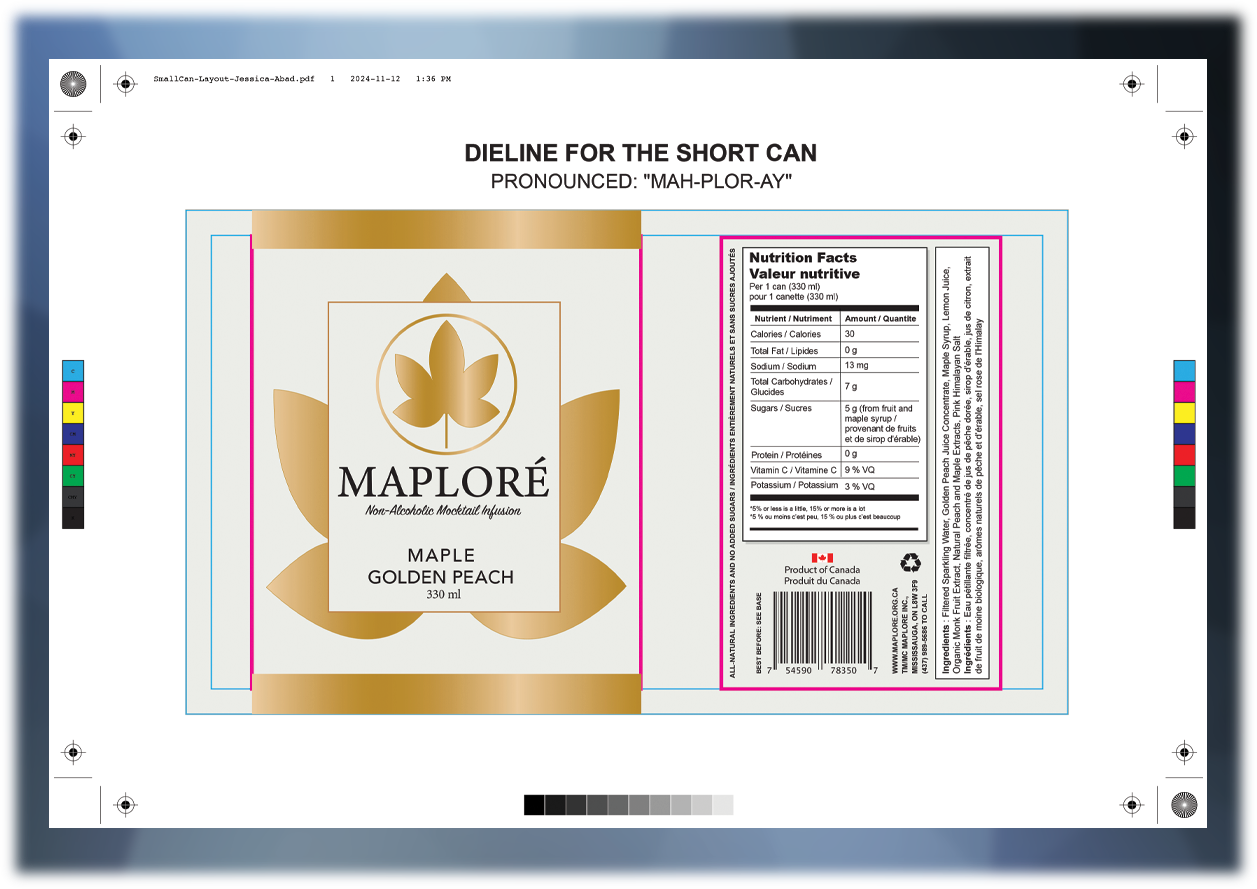 SmallCan-Layout-Jessica-Abad.pdf 1 2024-11-12 1:36 PM
DIELINE FOR THE SHORT CAN
PRONOUNCED: "MAH-PLOR-AY"
MAPLORÉ
Non-Alcoholic Mocktail Infusion
MAPLE
GOLDEN PEACH
330 ml
ALL-NATURAL INGREDIENTS AND NO ADDED SUGARS / INGRÉDIENTS ENTIÈREMENT NATURELS ET SANS SUCRES AJOUTÉS
Nutrition Facts
Valeur nutritive
Per 1 can (330 ml)
pour 1 canette (330 ml)
Nutrient / Nutriment Amount / Quantite
Calories / Calories 30
Total Fat / Lipides 0 g
Sodium / Sodium 13 mg
Total Carbohydrates / Glucides 7 g
Sugars / Sucres 5 g (from fruit and
maple syrup /
provenant de fruits
et de sirop d'érable)
Protein / Protéines 0 g
Vitamin C / Vitamine C 9 % VQ
Potassium / Potassium 3 % VQ
*5% or less is a little, 15% or more is a lot
*5 % ou moins c'est peu, 15 % ou plus c'est beaucoup
Product of Canada
Produit du Canada
BEST BEFORE: SEE BASE
7 54590 78350 7
WWW.MAPLORE.ORG.CA
TM/MC MAPLORE INC.,
MISSISSAUGA, ON L8W 3F9
(437) 989-5686 TO CALL
Ingredients : Filtered Sparkling Water, Golden Peach Juice Concentrate, Maple Syrup, Lemon Juice,
Organic Monk Fruit Extract, Natural Peach and Maple Extracts, Pink Himalayan Salt
Ingrédients : Eau pétillante filtrée, concentré de jus de pêche dorée, sirop d'érable, jus de citron, extrait
de fruit de moine biologique, arômes naturels de pêche et d'érable, sel rose de l'Himalay